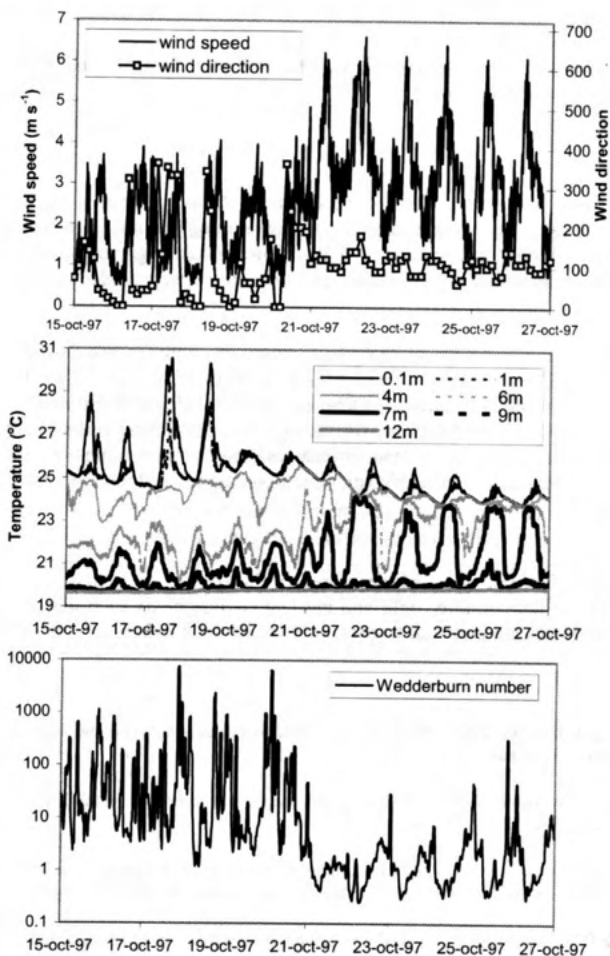 7
6
5
4
3
2
1
0
Wind speed (m s⁻¹)
wind speed
wind direction
700
600
500
400
300
200
100
0
Wind direction
15-oct-97 17-oct-97 19-oct-97 21-oct-97 23-oct-97 25-oct-97 27-oct-97
31
29
27
25
23
21
19
Temperature (°C)
0.1m 1m
4m 6m
7m 9m
12m
15-oct-97 17-oct-97 19-oct-97 21-oct-97 23-oct-97 25-oct-97 27-oct-97
10000
1000
100
10
1
0.1
Wedderburn number
15-oct-97 17-oct-97 19-oct-97 21-oct-97 23-oct-97 25-oct-97 27-oct-97